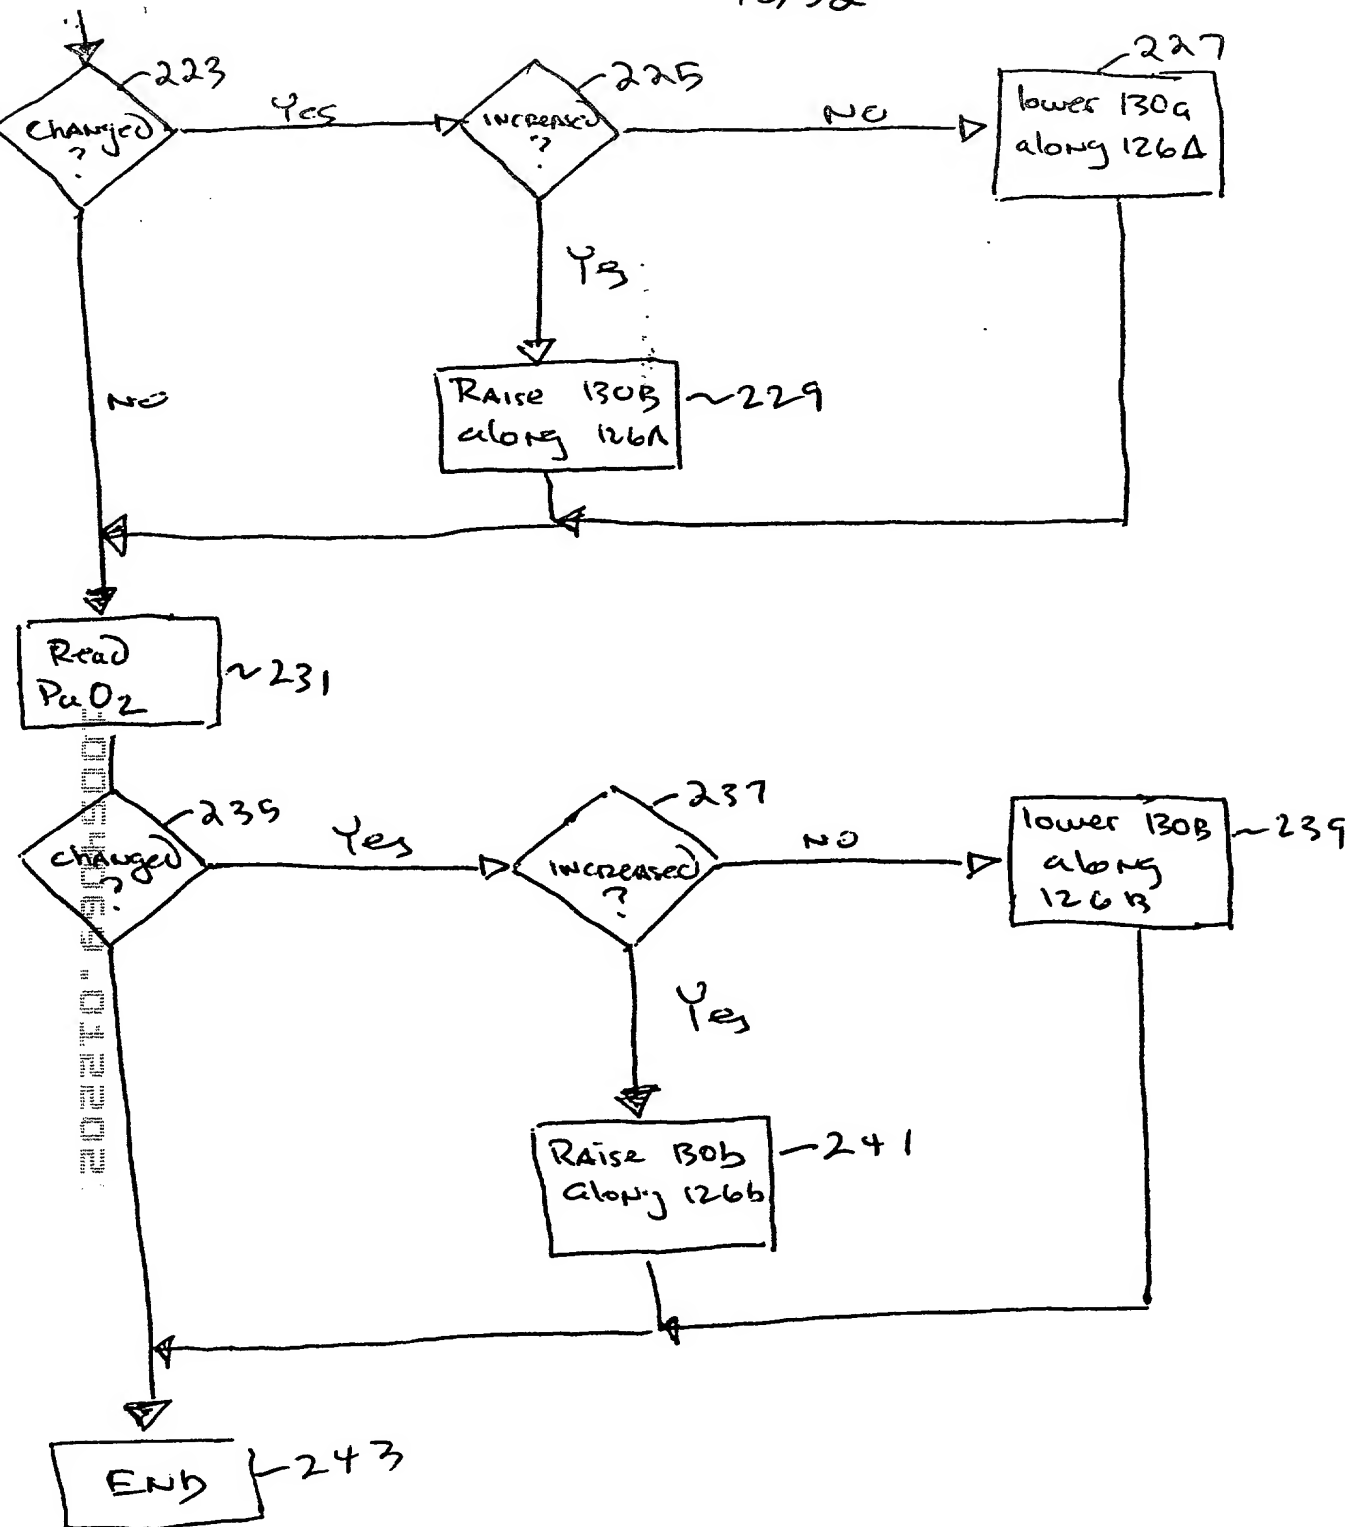 223
Changed
?
Yes
225
INCREASED
?
NO
227
lower 130a
along 126A
Yes
NO
Raise 130B
along 126A
229
Read
PaO2
231
235
changed
?
Yes
237
INCREASED
?
NO
lower 130B
along
126B
239
Yes
Raise 130b
along 126b
241
END
243